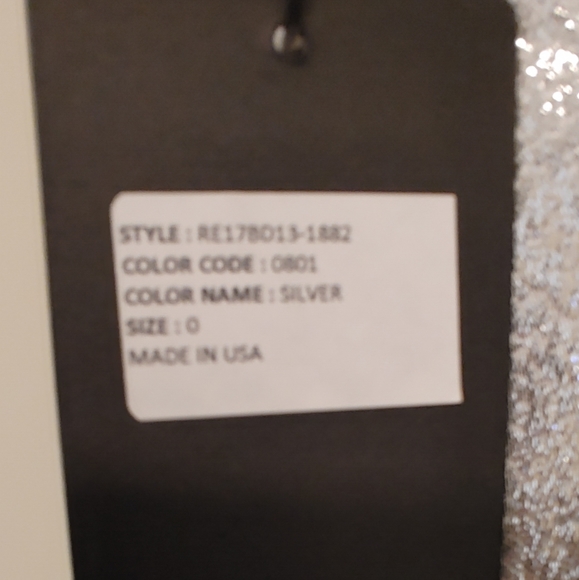 STYLE : RE17BD13-1882
COLOR CODE : 0801
COLOR NAME : SILVER
SIZE : 0
MADE IN USA